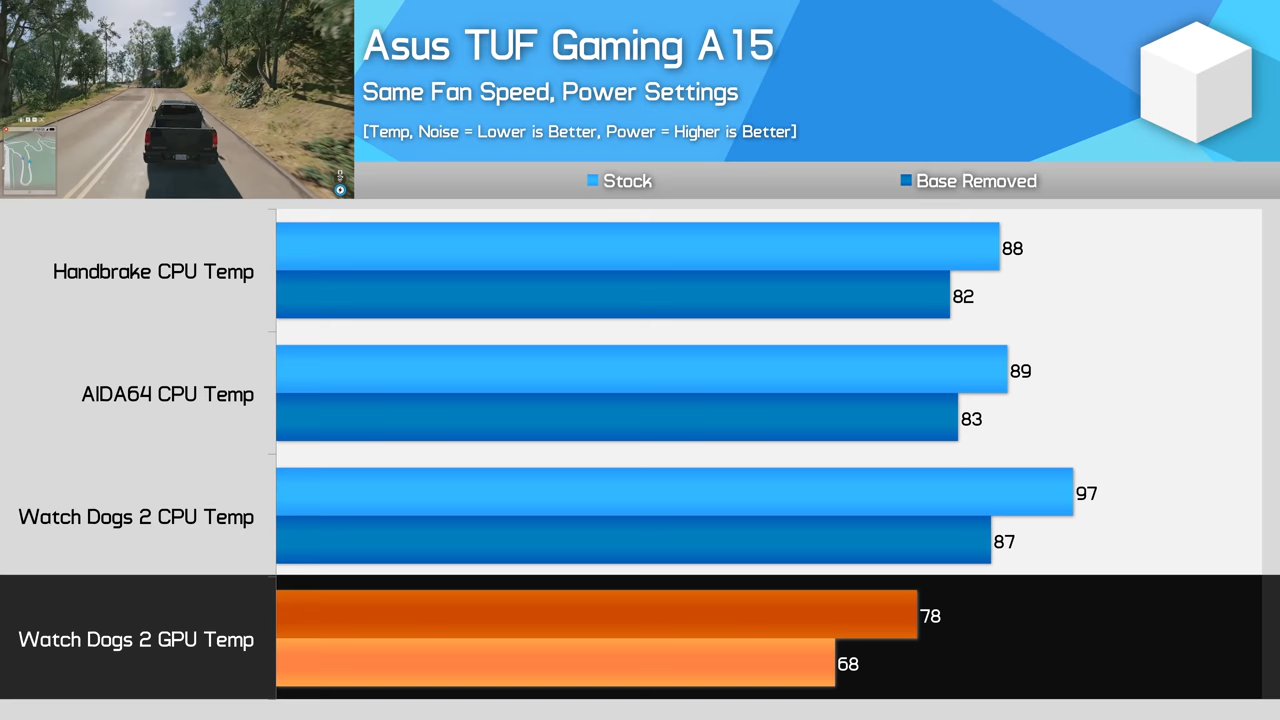 Asus TUF Gaming A15
Same Fan Speed, Power Settings
[Temp, Noise = Lower is Better, Power = Higher is Better]
Stock
Base Removed
Handbrake CPU Temp
88
82
AIDA64 CPU Temp
89
83
Watch Dogs 2 CPU Temp
97
87
Watch Dogs 2 GPU Temp
78
68